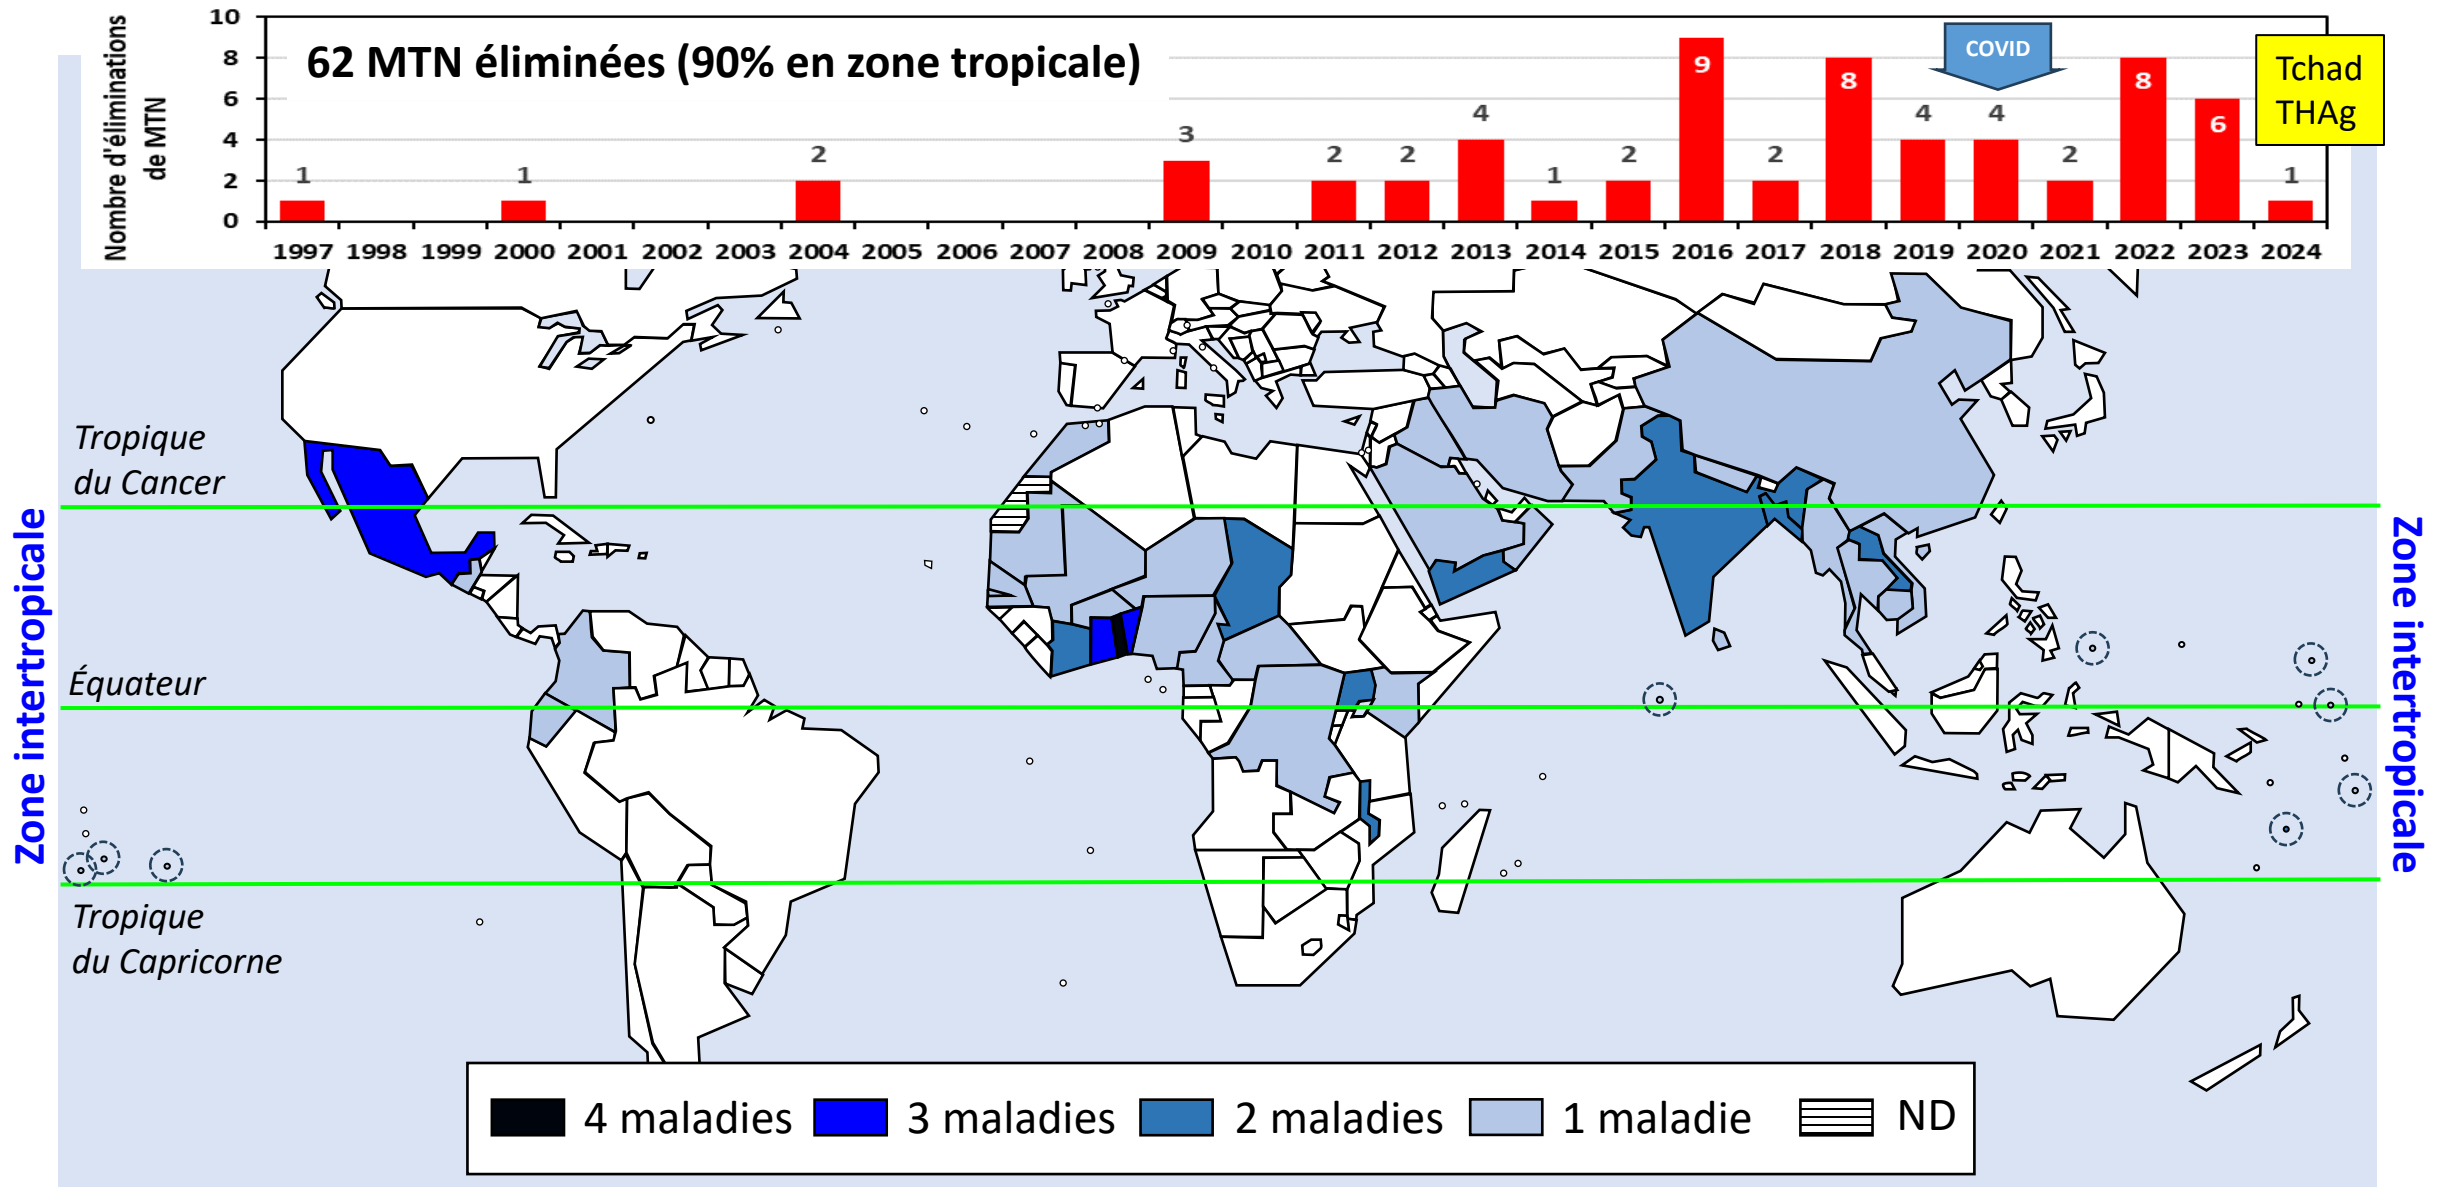 62 MTN éliminées (90% en zone tropicale)
Nombre d'éliminations
de MTN
10
8
6
4
2
0
1
1
2
3
2
2
4
1
2
9
2
8
4
4
2
8
6
1
COVID
Tchad
THAg
1997 1998 1999 2000 2001 2002 2003 2004 2005 2006 2007 2008 2009 2010 2011 2012 2013 2014 2015 2016 2017 2018 2019 2020 2021 2022 2023 2024
Tropique
du Cancer
Zone intertropicale
Équateur
Zone intertropicale
Tropique
du Capricorne
4 maladies
3 maladies
2 maladies
1 maladie
ND